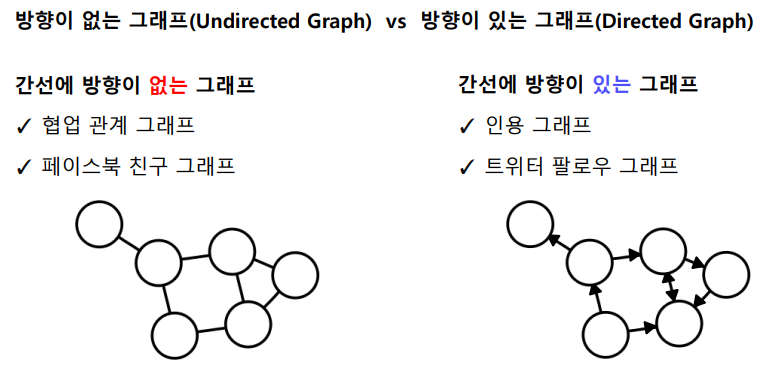 방향이 없는 그래프(Undirected Graph) vs 방향이 있는 그래프(Directed Graph)
간선에 방향이 없는 그래프
✓ 협업 관계 그래프
✓ 페이스북 친구 그래프
간선에 방향이 있는 그래프
✓ 인용 그래프
✓ 트위터 팔로우 그래프